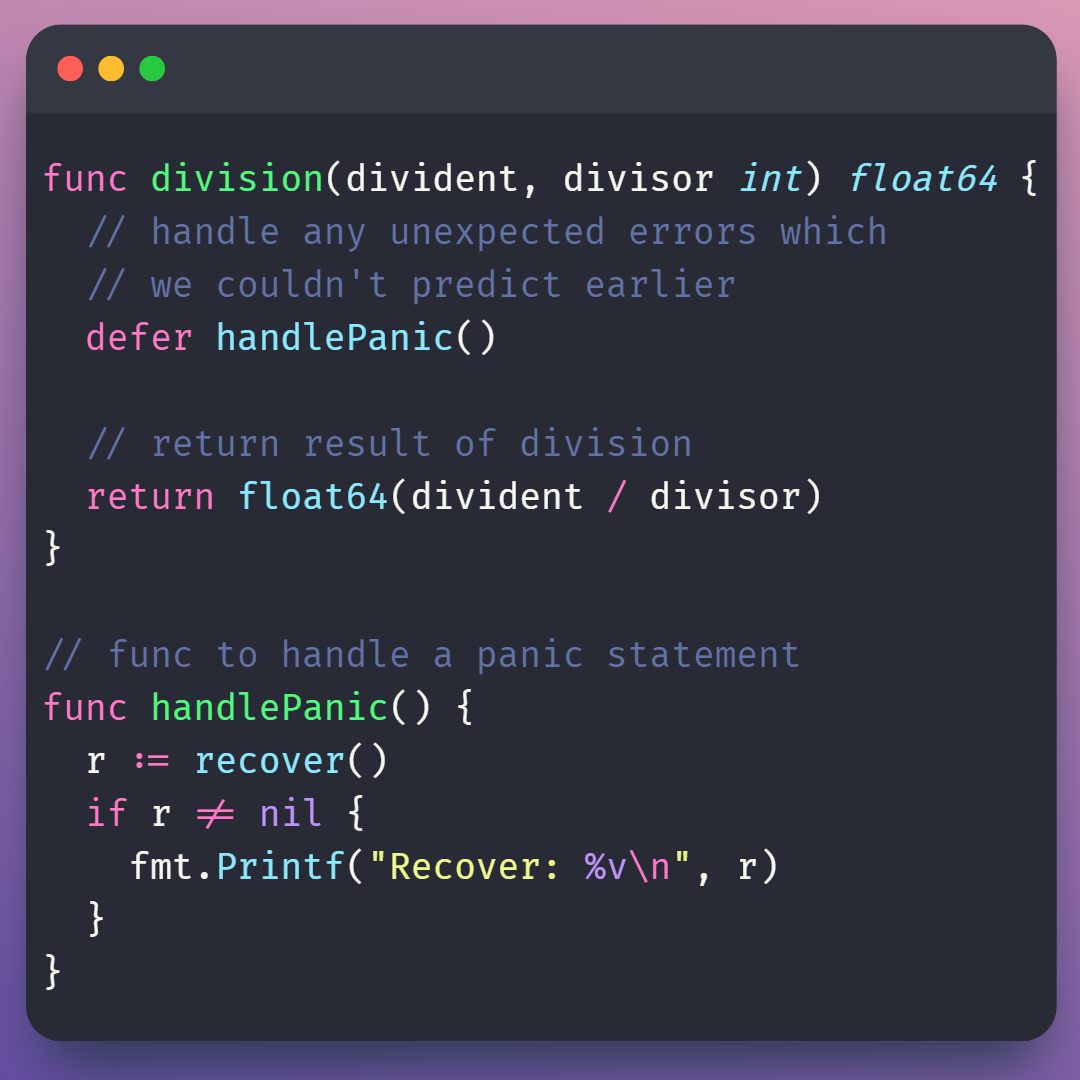 func division(divident, divisor int) float64 {
  // handle any unexpected errors which
  // we couldn't predict earlier
  defer handlePanic()

  // return result of division
  return float64(divident / divisor)
}

// func to handle a panic statement
func handlePanic() {
  r := recover()
  if r != nil {
    fmt.Printf("Recover: %v\n", r)
  }
}